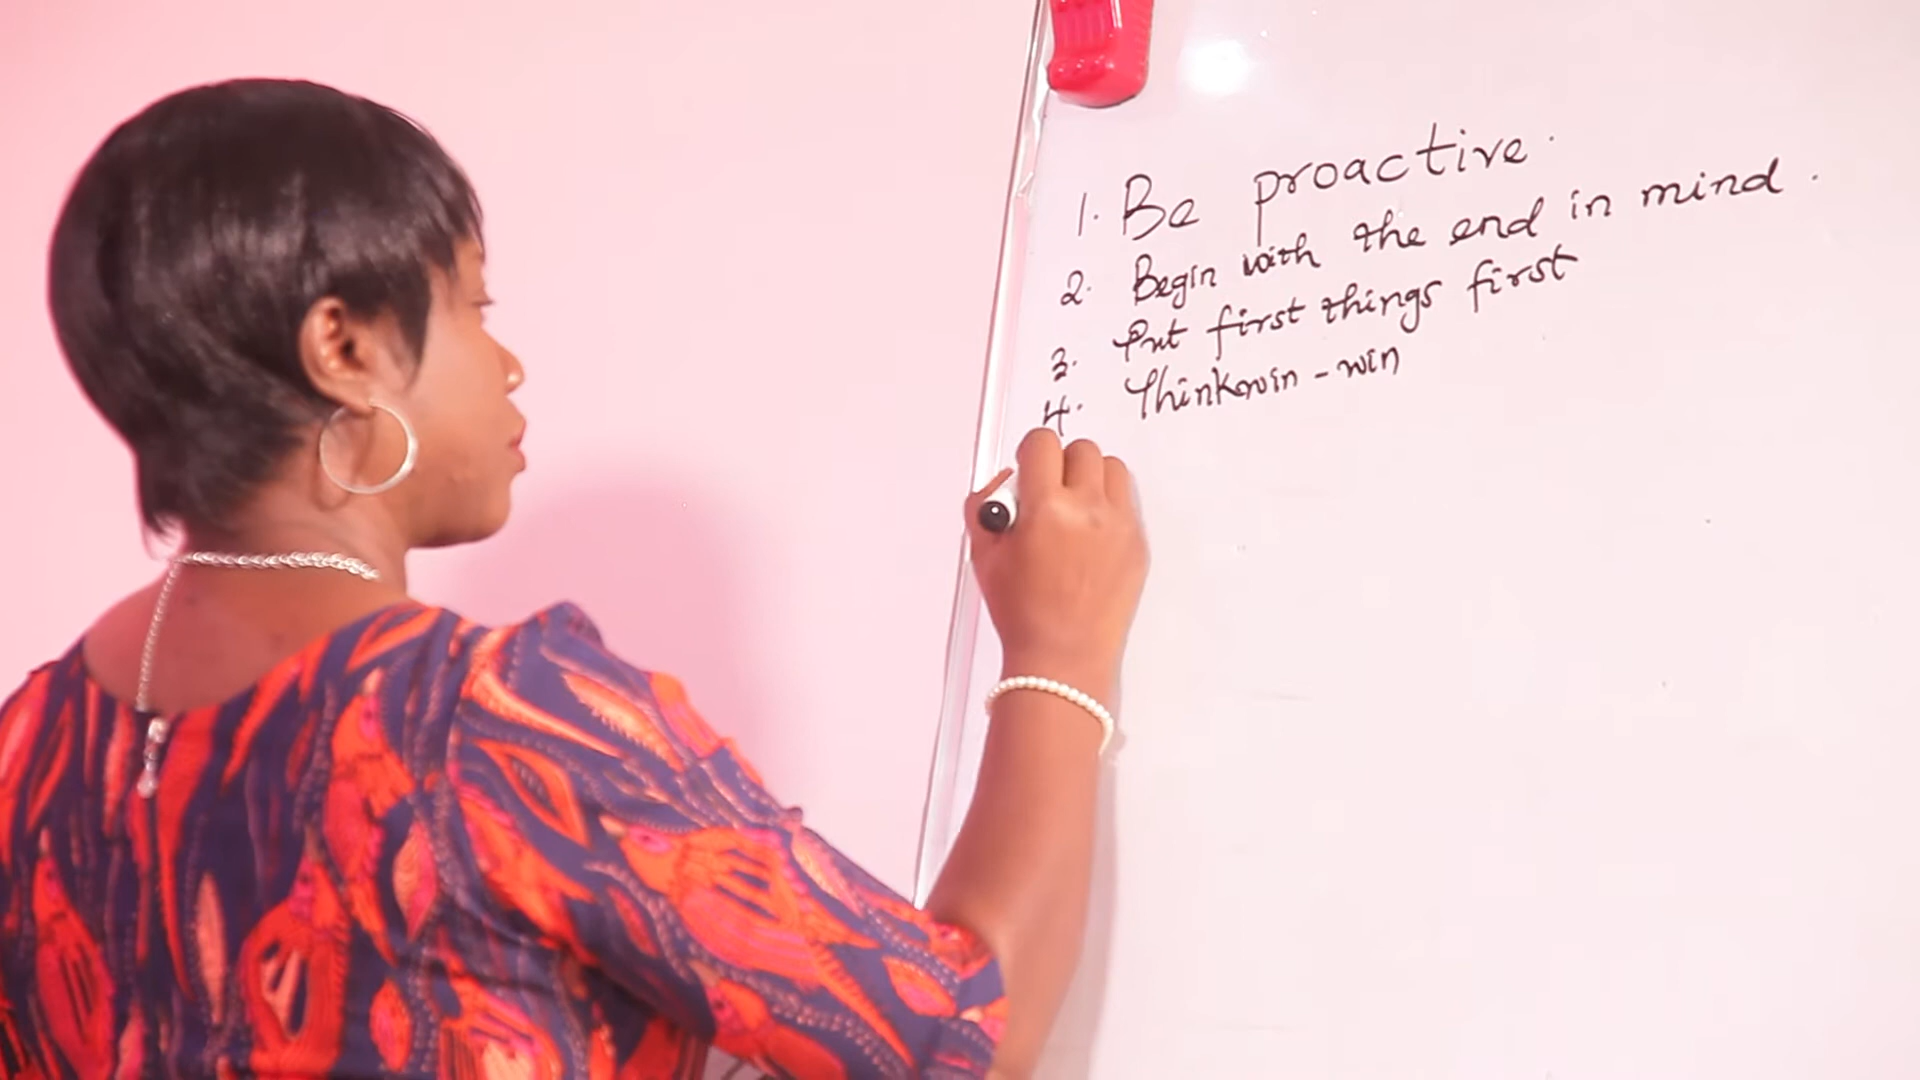 1. Be proactive.
2. Begin with the end in mind.
3. Put first things first
4. Thinkwin-win